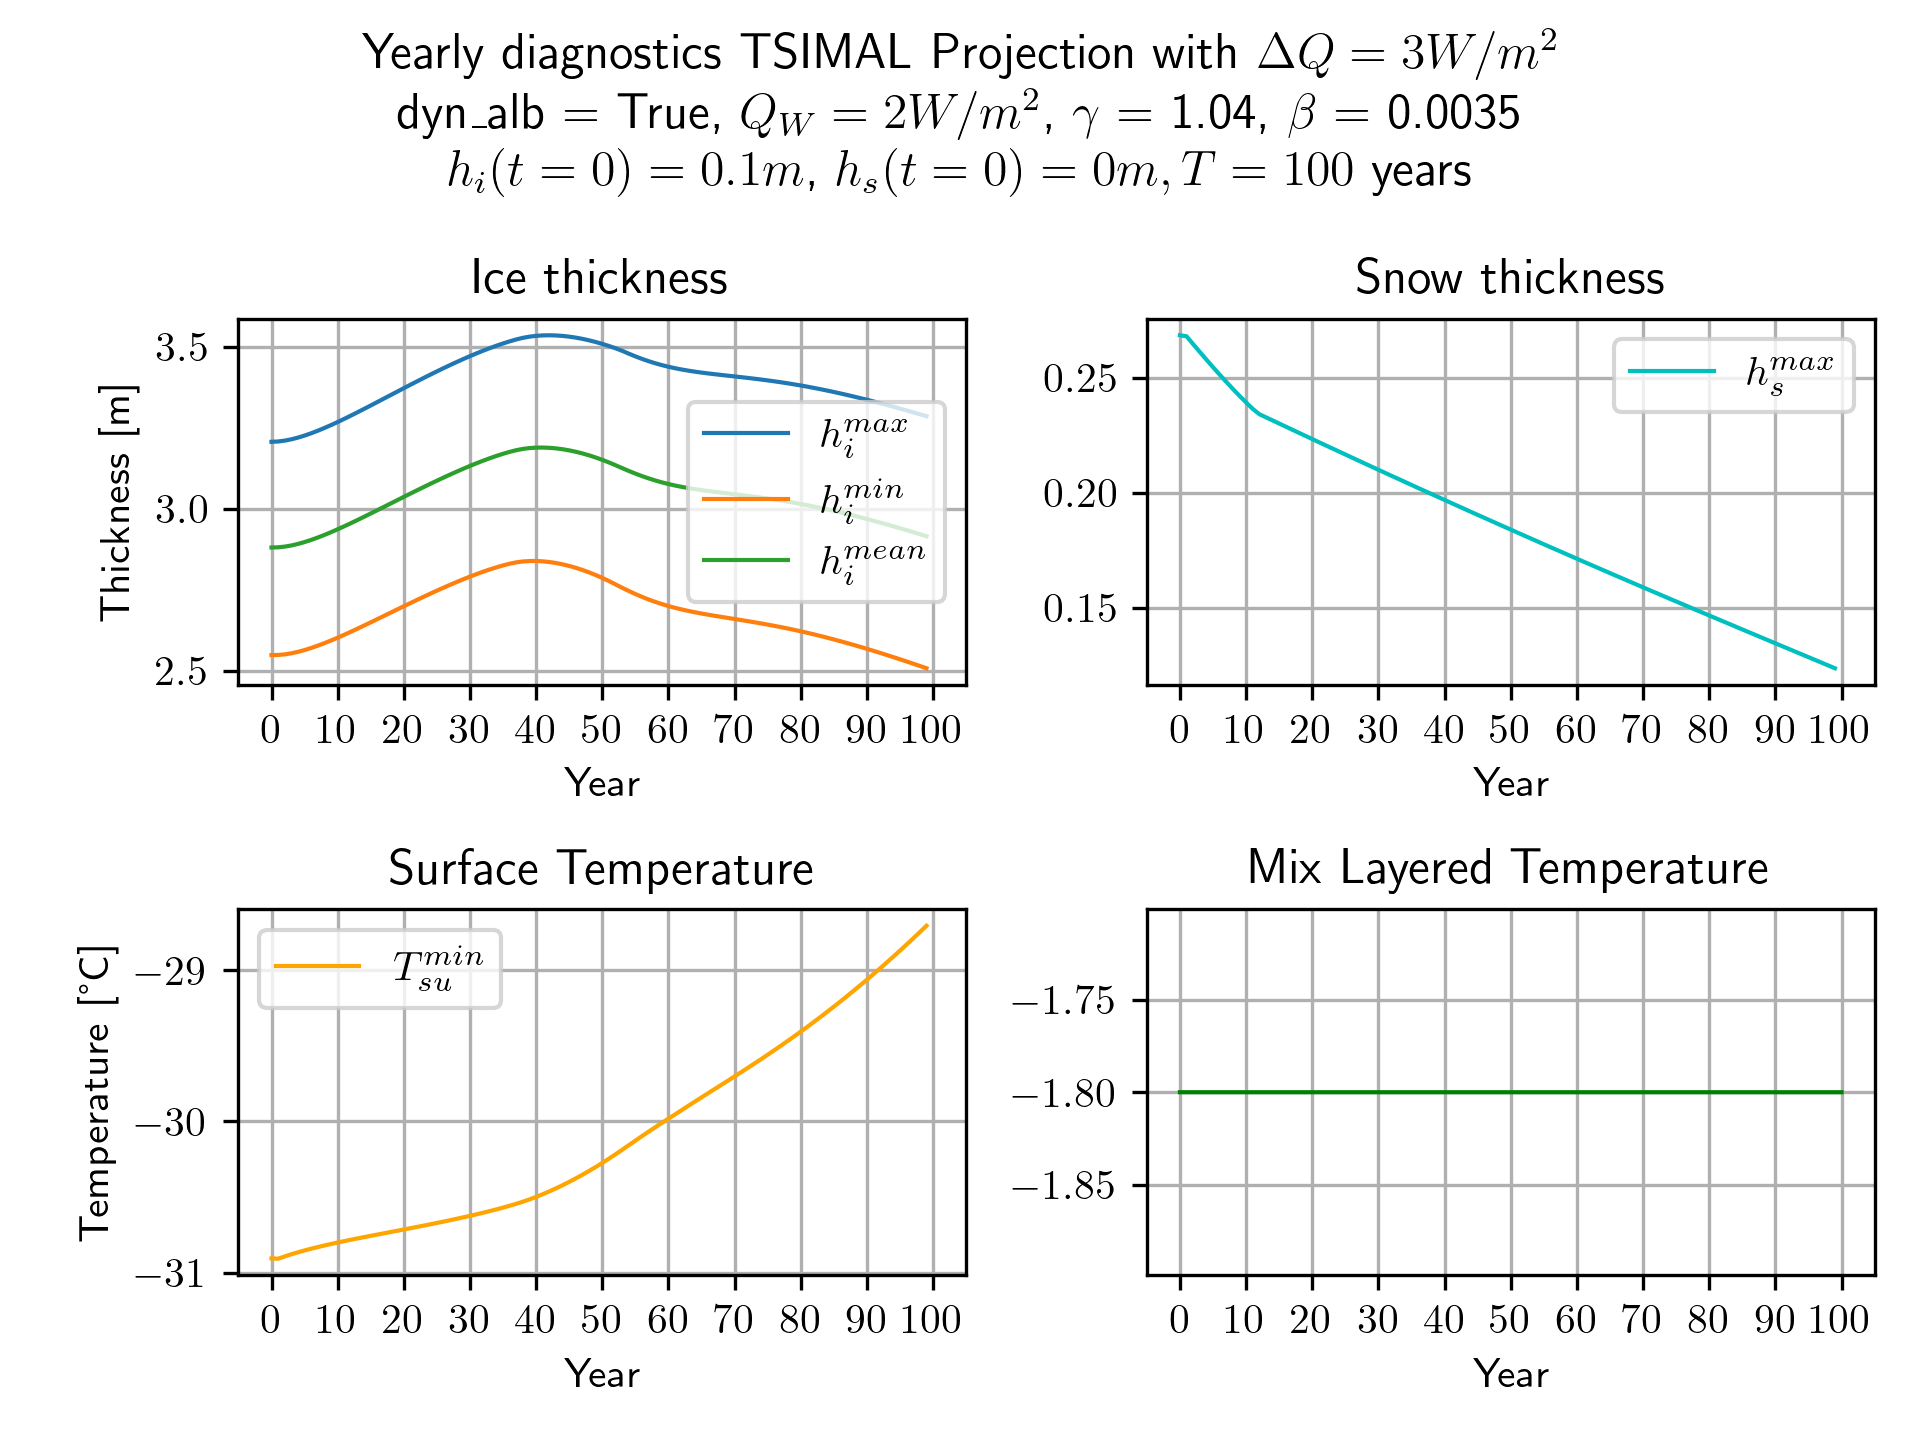 Yearly diagnostics TSIMAL Projection with ΔQ = 3W/m²
dyn_alb = True, Q_W = 2W/m², γ = 1.04, β = 0.0035
h_i(t = 0) = 0.1m, h_s(t = 0) = 0m, T = 100 years
Ice thickness
3.5
3.0
2.5
Thickness [m]
h_i^max
h_i^min
h_i^mean
0 10 20 30 40 50 60 70 80 90 100
Year
Snow thickness
0.25
0.20
0.15
h_s^max
0 10 20 30 40 50 60 70 80 90 100
Year
Surface Temperature
−29
−30
−31
Temperature [°C]
T_su^min
0 10 20 30 40 50 60 70 80 90 100
Year
Mix Layered Temperature
−1.75
−1.80
−1.85
0 10 20 30 40 50 60 70 80 90 100
Year